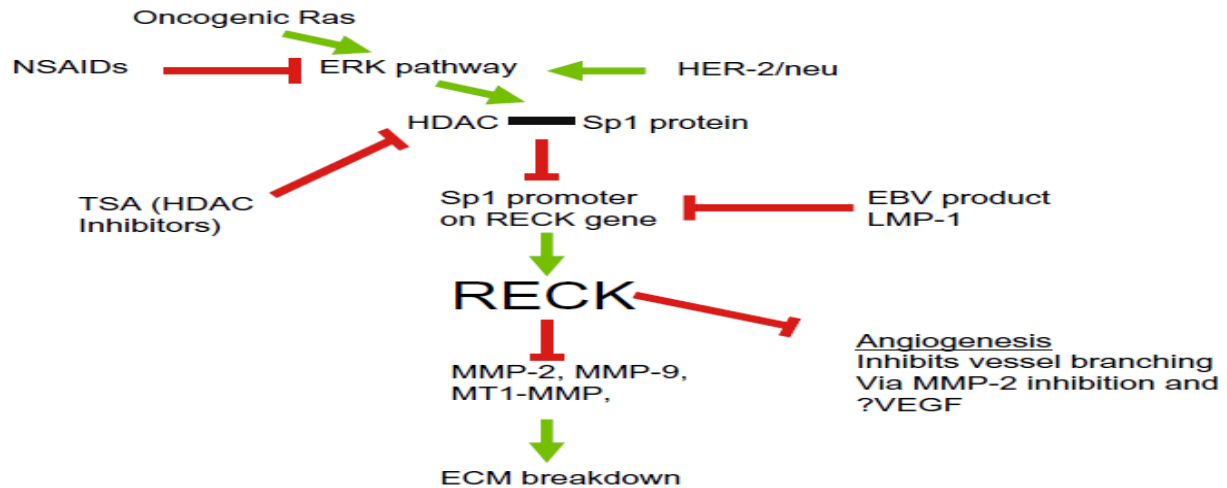 Oncogenic Ras
NSAIDs
ERK pathway
HER-2/neu
HDAC
Sp1 protein
TSA (HDAC
Inhibitors)
Sp1 promoter
on RECK gene
EBV product
LMP-1
RECK
MMP-2, MMP-9,
MT1-MMP,
Angiogenesis
Inhibits vessel branching
Via MMP-2 inhibition and
?VEGF
ECM breakdown